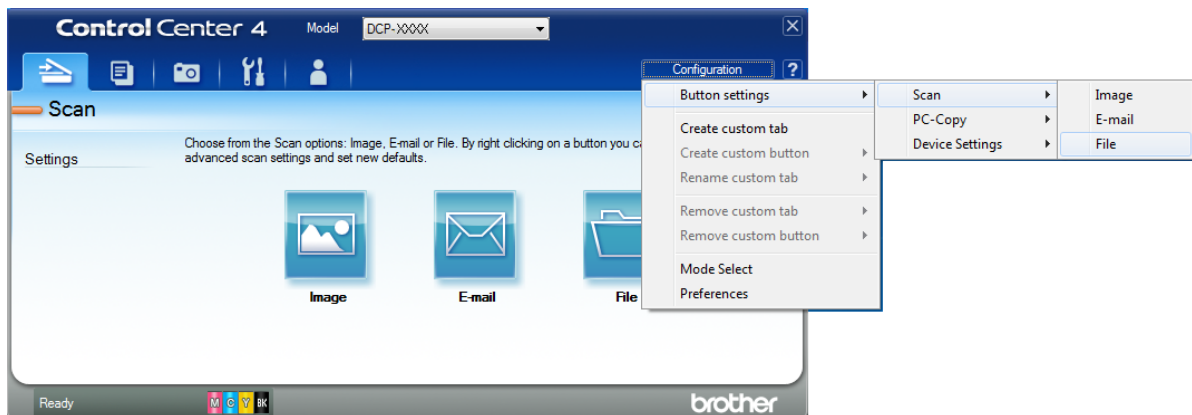 Control Center 4
Model
DCP-XXXX
Configuration
?
Scan
Settings
Choose from the Scan options: Image, E-mail or File. By right clicking on a button you ca
advanced scan settings and set new defaults.
Image
E-mail
File
Button settings
Create custom tab
Create custom button
Rename custom tab
Remove custom tab
Remove custom button
Mode Select
Preferences
Scan
PC-Copy
Device Settings
Image
E-mail
File
Ready
M C Y BK
brother